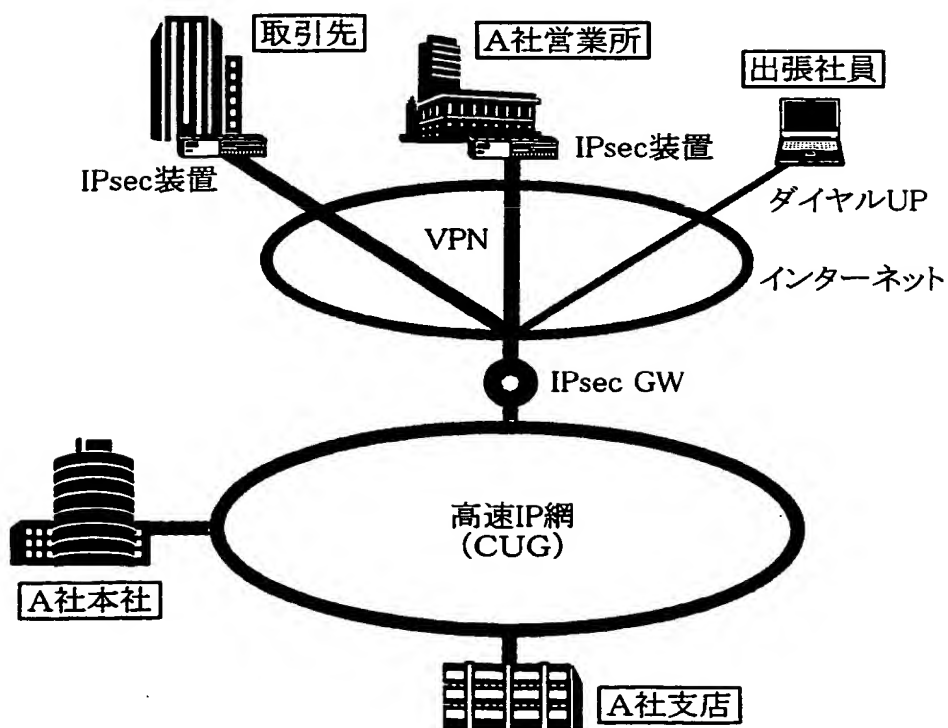 取引先
A社営業所
出張社員
IPsec装置
IPsec装置
ダイヤルUP
VPN
インターネット
IPsec GW
高速IP網
(CUG)
A社本社
A社支店